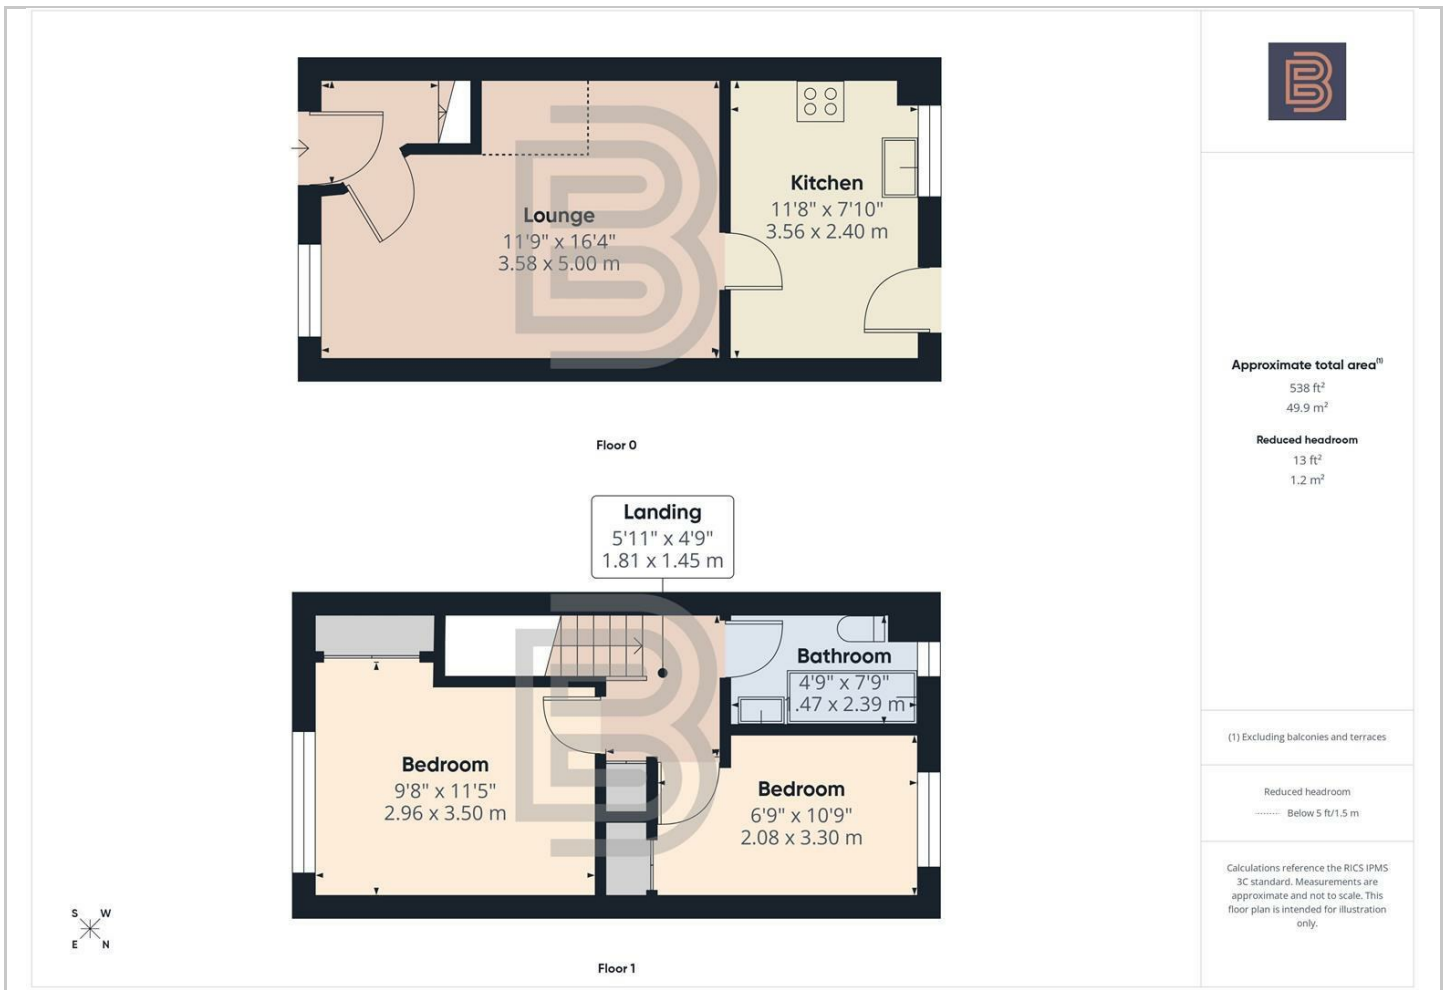 Lounge
11'9" x 16'4"
3.58 x 5.00 m
Kitchen
11'8" x 7'10"
3.56 x 2.40 m
Floor 0
Landing
5'11" x 4'9"
1.81 x 1.45 m
Bathroom
4'9" x 7'9"
1.47 x 2.39 m
Bedroom
9'8" x 11'5"
2.96 x 3.50 m
Bedroom
6'9" x 10'9"
2.08 x 3.30 m
S W
E N
Floor 1
B
Approximate total area(1)
538 ft²
49.9 m²
Reduced headroom
13 ft²
1.2 m²
(1) Excluding balconies and terraces
Reduced headroom
Below 5 ft/1.5 m
Calculations reference the RICS IPMS
3C standard. Measurements are
approximate and not to scale. This
floor plan is intended for illustration
only.